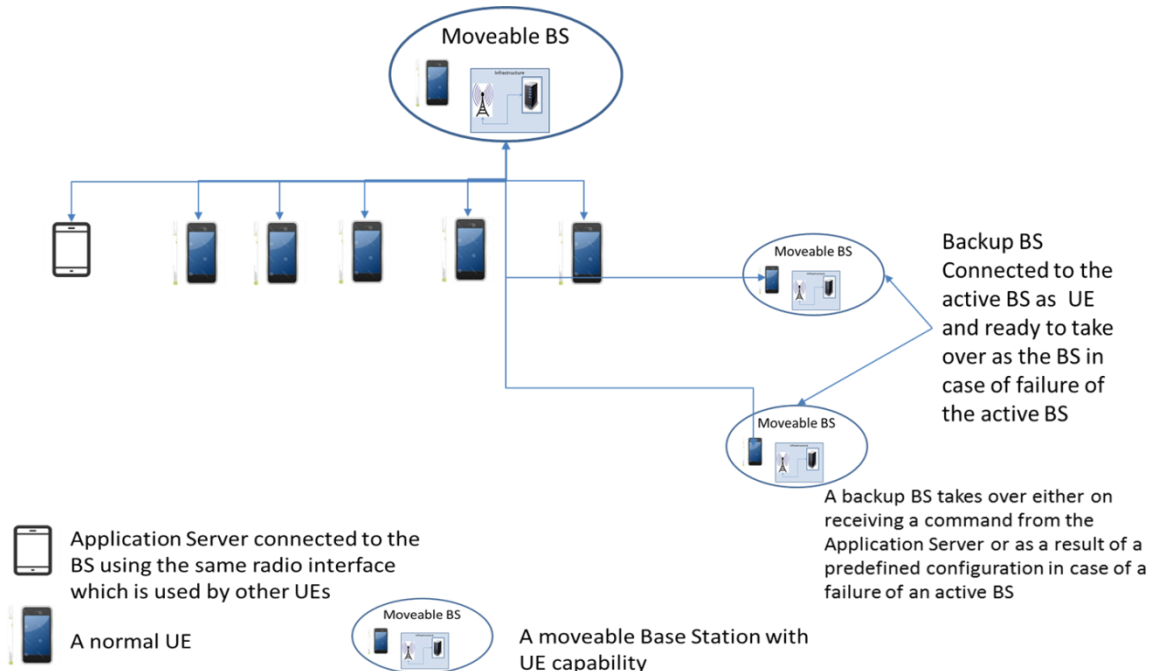 Moveable BS
Infrastructure
Moveable BS
Backup BS
Connected to the
active BS as  UE
and ready to take
over as the BS in
case of failure of
the active BS
Moveable BS
A backup BS takes over either on
receiving a command from the
Application Server or as a result of a
predefined configuration in case of a
failure of an active BS
Application Server connected to the
BS using the same radio interface
which is used by other UEs
A normal UE
Moveable BS
A moveable Base Station with
UE capability